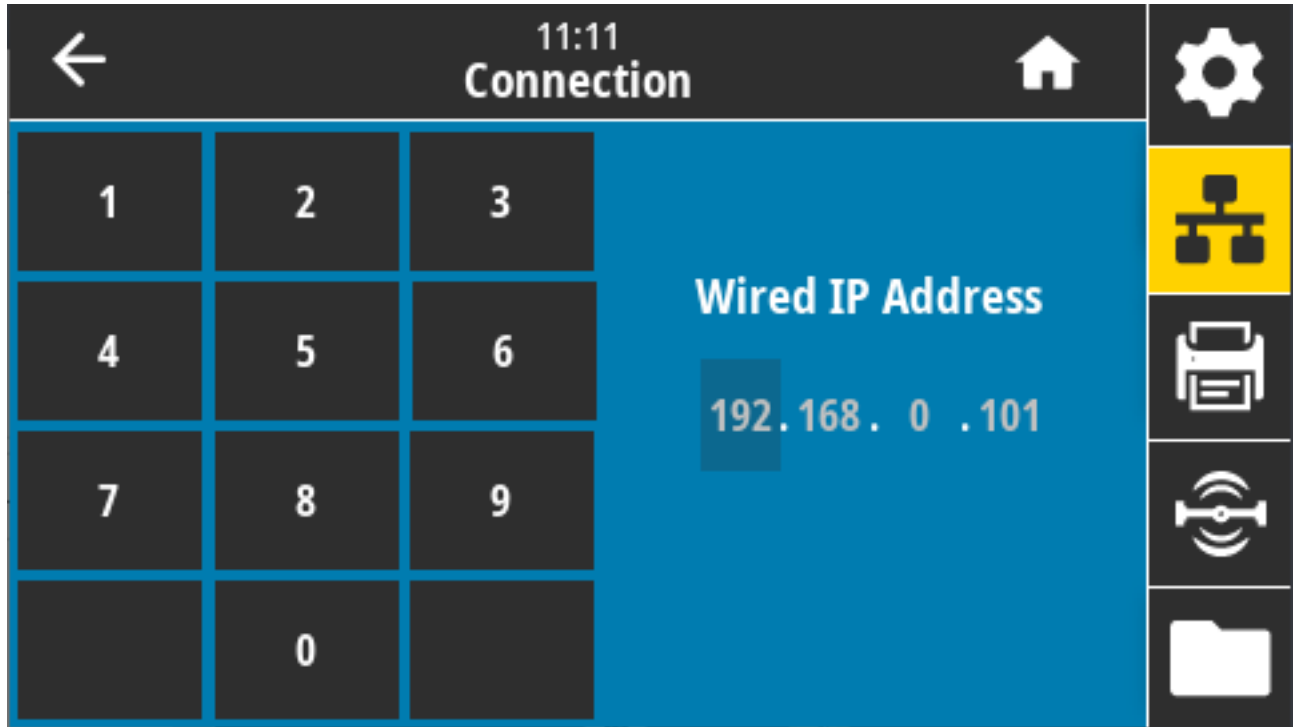 11:11
Connection
1 2 3
Wired IP Address
4 5 6
192.168. 0 .101
7 8 9
0